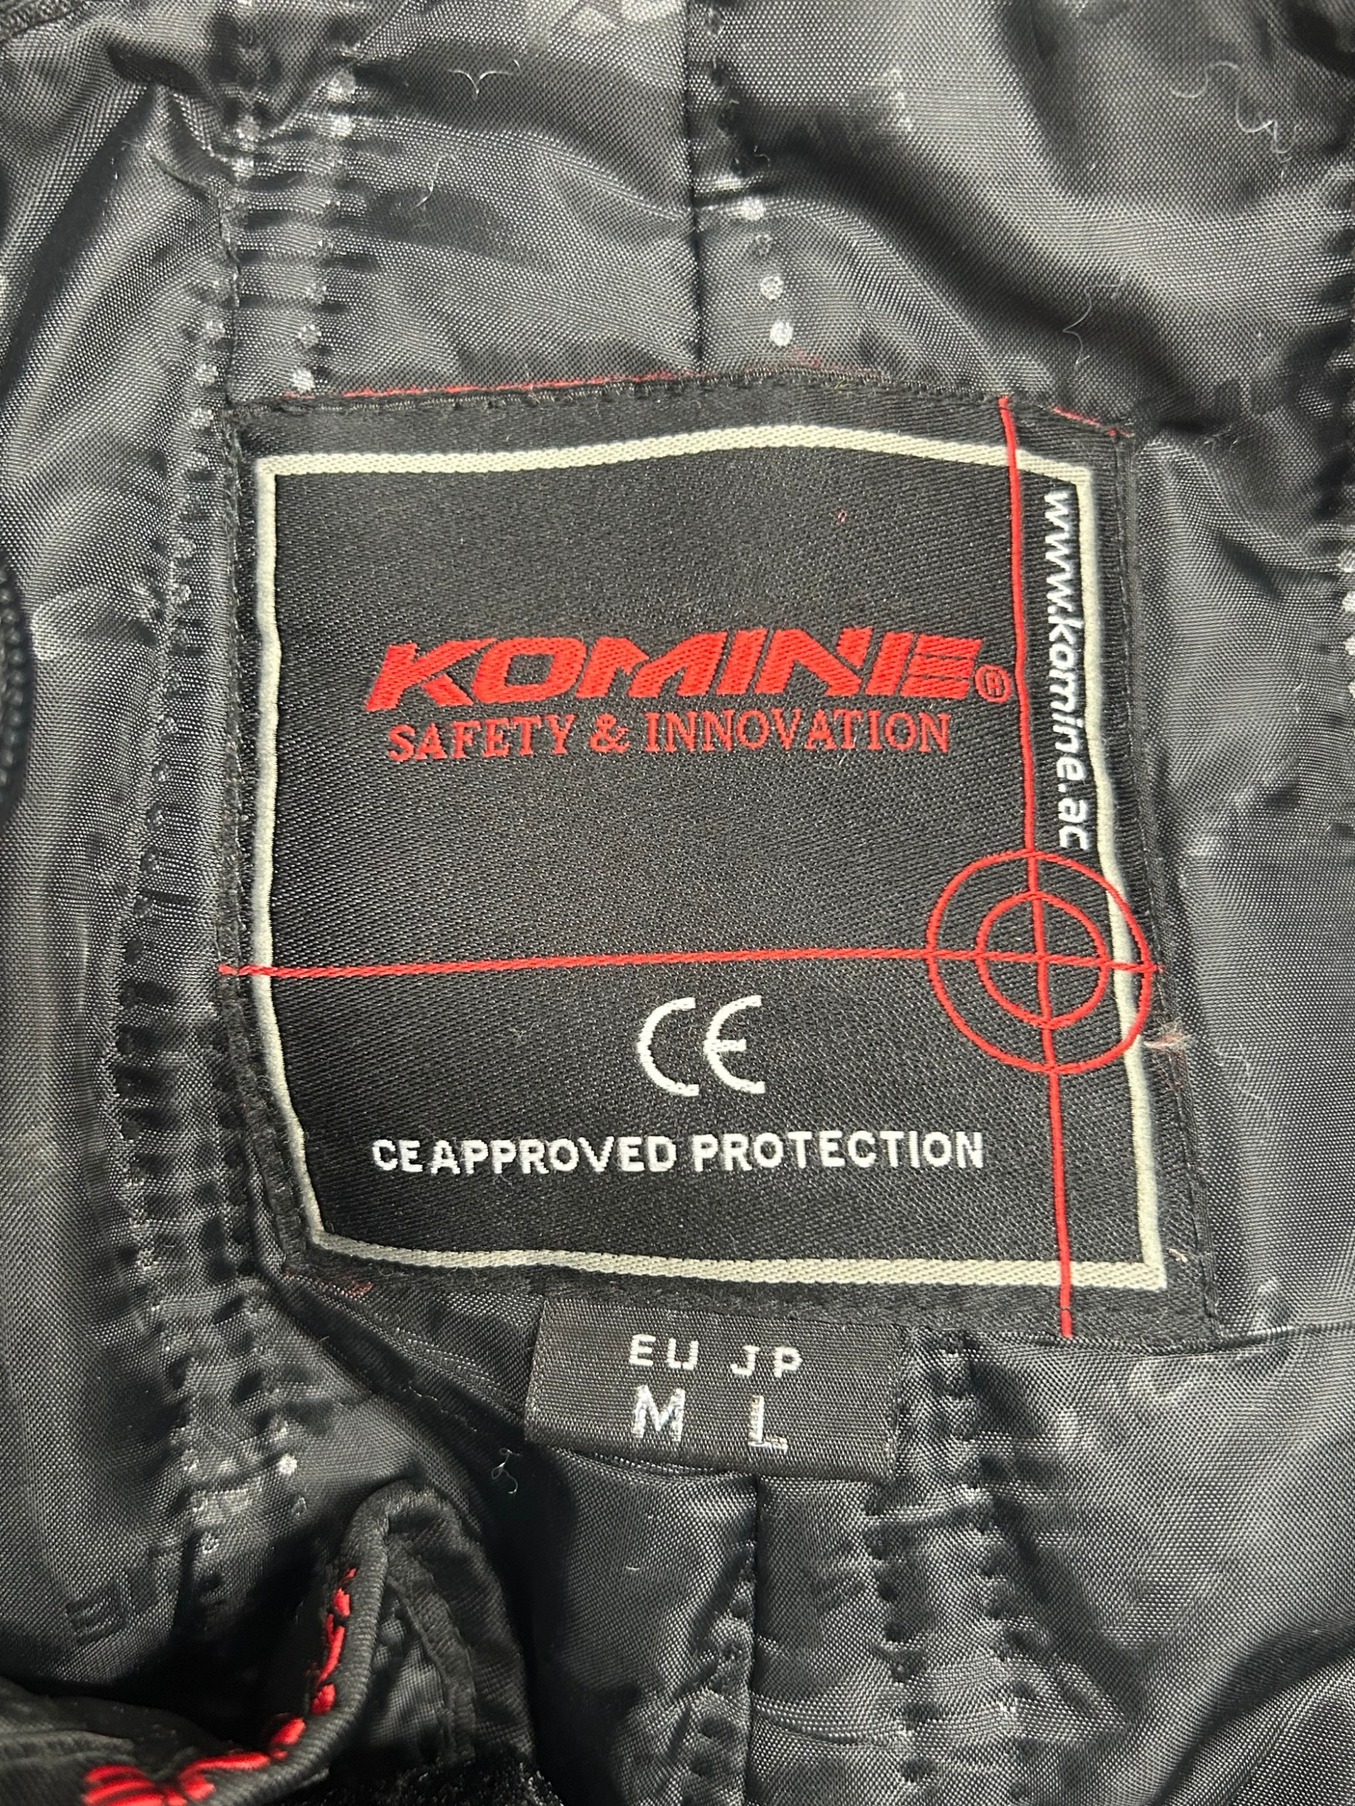 KOMINE®
SAFETY & INNOVATION
www.komine.ac
CE
CE APPROVED PROTECTION
EU JP
M L